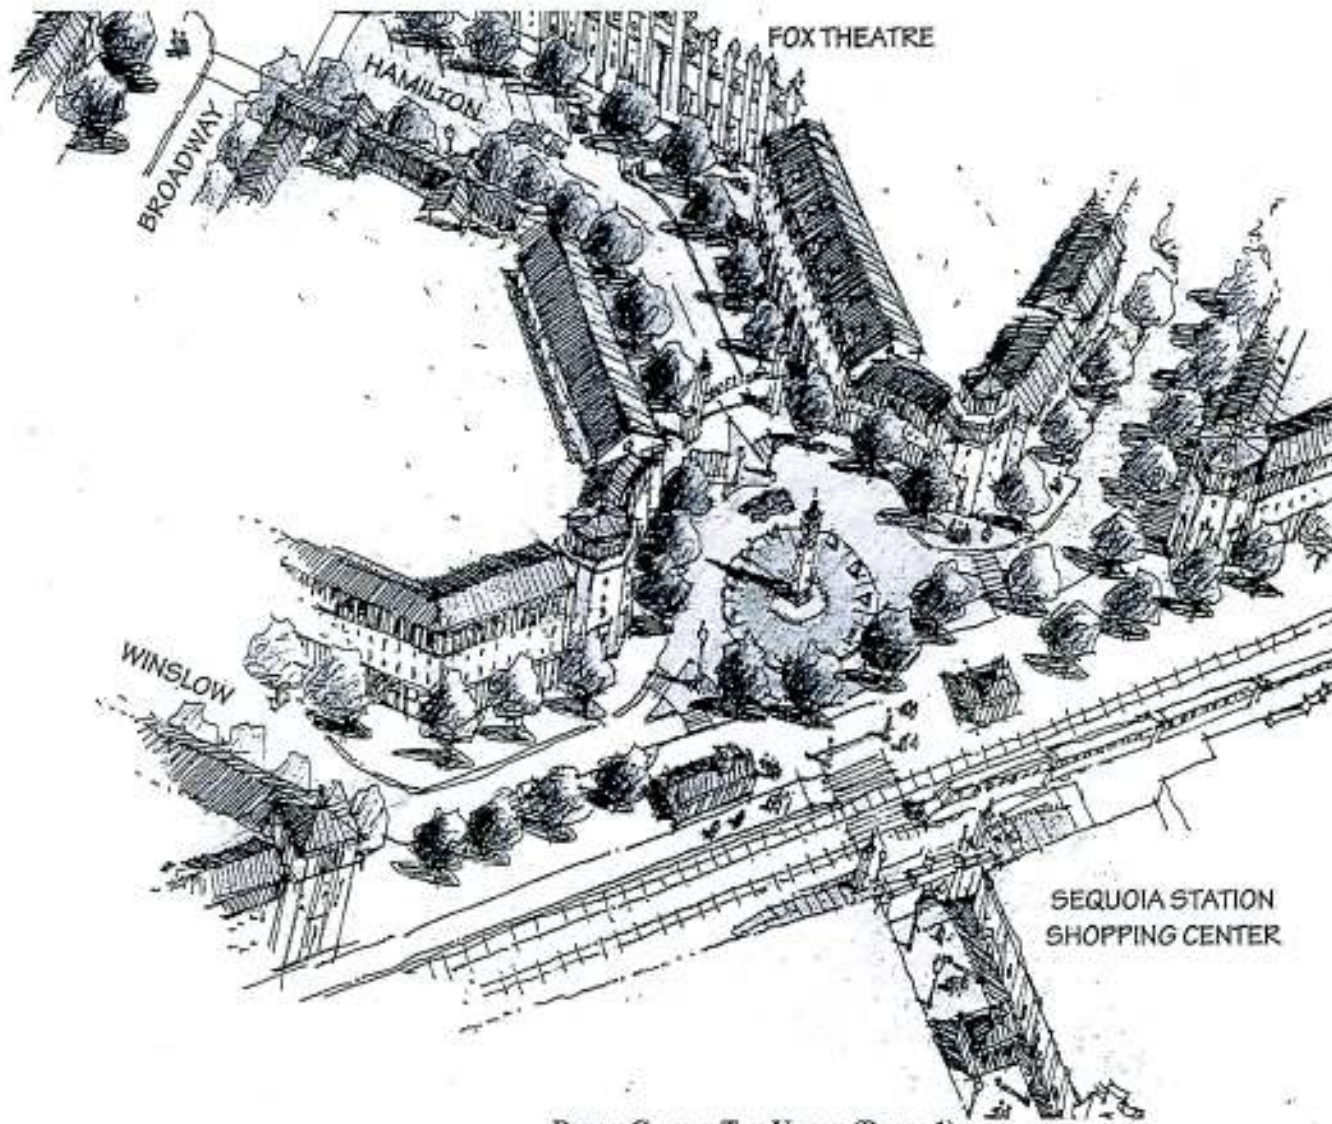 FOX THEATRE
HAMILTON
BROADWAY
WINSLOW
SEQUOIA STATION
SHOPPING CENTER